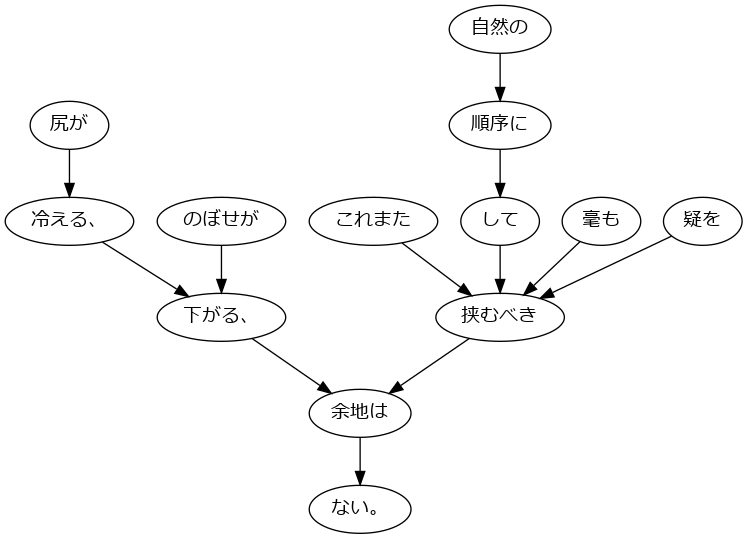 自然の
尻が
順序に
冷える、
のぼせが
これまた
して
毫も
疑を
下がる、
挟むべき
余地は
ない。